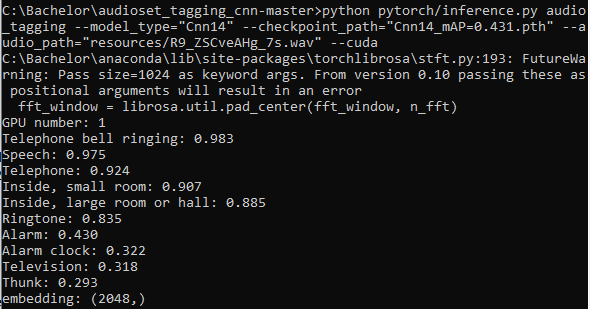 C:\Bachelor\audioset_tagging_cnn-master>python pytorch/inference.py audio
_tagging --model_type="Cnn14" --checkpoint_path="Cnn14_mAP=0.431.pth" --a
udio_path="resources/R9_ZSCveAHg_7s.wav" --cuda
C:\Bachelor\anaconda\lib\site-packages\torchlibrosa\stft.py:193: FutureWa
rning: Pass size=1024 as keyword args. From version 0.10 passing these as
 positional arguments will result in an error
  fft_window = librosa.util.pad_center(fft_window, n_fft)
GPU number: 1
Telephone bell ringing: 0.983
Speech: 0.975
Telephone: 0.924
Inside, small room: 0.907
Inside, large room or hall: 0.885
Ringtone: 0.835
Alarm: 0.430
Alarm clock: 0.322
Television: 0.318
Thunk: 0.293
embedding: (2048,)